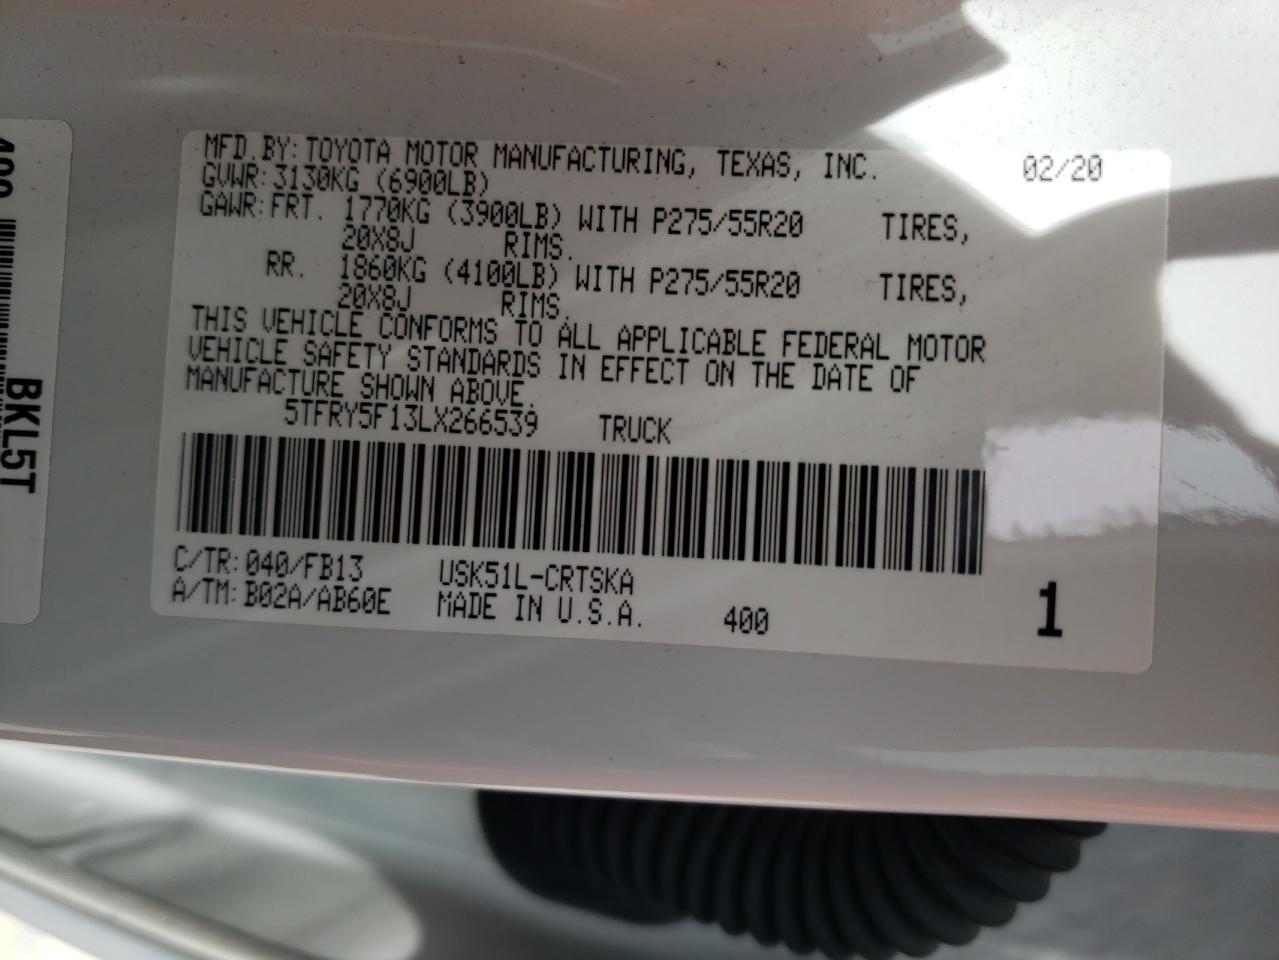 MFD BY: TOYOTA MOTOR MANUFACTURING, TEXAS, INC. 02/20
GVWR: 3130KG (6900LB)
GAWR: FRT. 1770KG (3900LB) WITH P275/55R20 TIRES,
20X8J RIMS.
RR. 1860KG (4100LB) WITH P275/55R20 TIRES,
20X8J RIMS.
THIS VEHICLE CONFORMS TO ALL APPLICABLE FEDERAL MOTOR
VEHICLE SAFETY STANDARDS IN EFFECT ON THE DATE OF
MANUFACTURE SHOWN ABOVE.
5TFRY5F13LX266539 TRUCK
C/TR: 040/FB13 USK51L-CRTSKA
A/TM: B02A/AB60E MADE IN U.S.A. 400 1
BKL5T